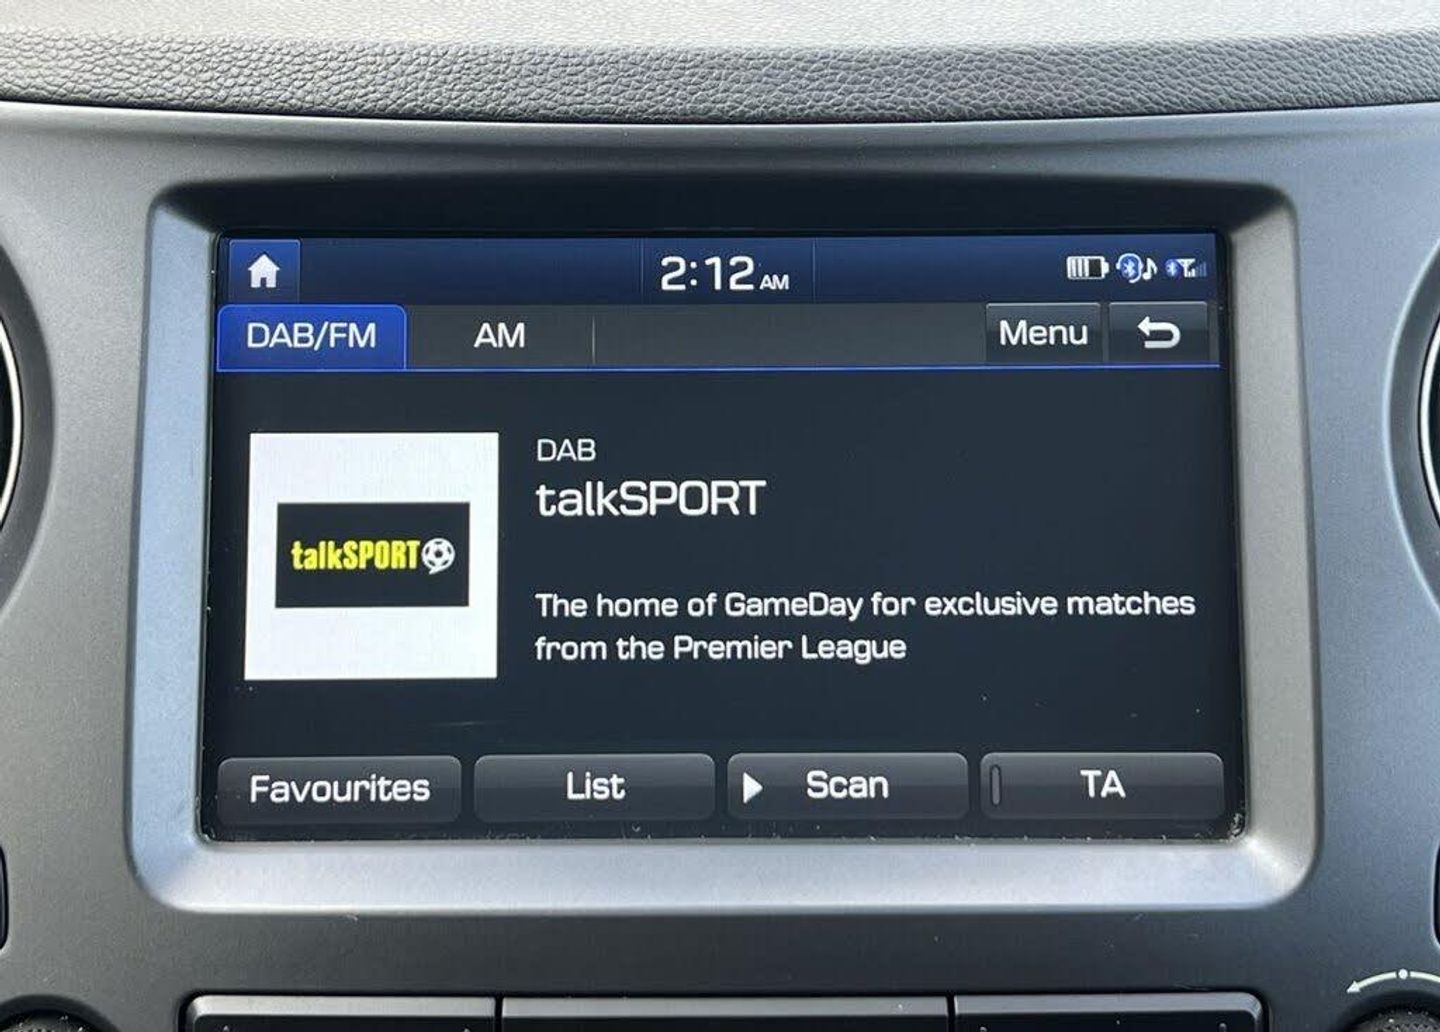 2:12 AM
DAB/FM
AM
Menu
DAB
talkSPORT
talkSPORT
The home of GameDay for exclusive matches
from the Premier League
Favourites
List
Scan
TA